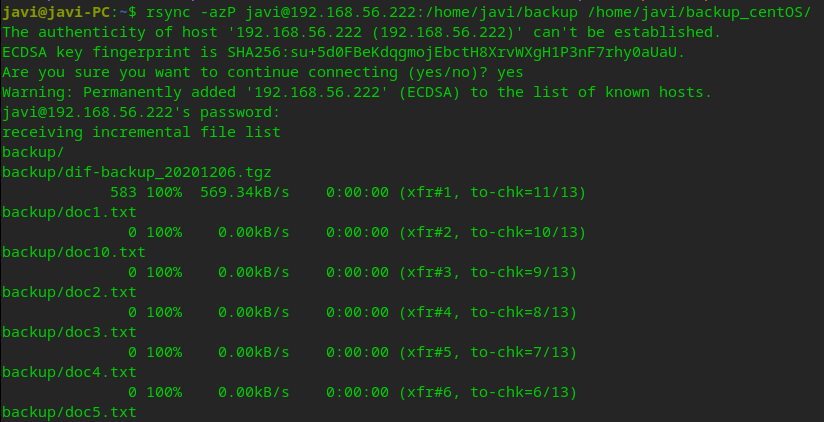 javi@javi-PC:~$ rsync -azP javi@192.168.56.222:/home/javi/backup /home/javi/backup_centOS/
The authenticity of host '192.168.56.222 (192.168.56.222)' can't be established.
ECDSA key fingerprint is SHA256:su+5d0FBeKdqgmojEbctH8XrvWXgH1P3nF7rhy0aUaU.
Are you sure you want to continue connecting (yes/no)? yes
Warning: Permanently added '192.168.56.222' (ECDSA) to the list of known hosts.
javi@192.168.56.222's password:
receiving incremental file list
backup/
backup/dif-backup_20201206.tgz
            583 100%  569.34kB/s    0:00:00 (xfr#1, to-chk=11/13)
backup/doc1.txt
              0 100%    0.00kB/s    0:00:00 (xfr#2, to-chk=10/13)
backup/doc10.txt
              0 100%    0.00kB/s    0:00:00 (xfr#3, to-chk=9/13)
backup/doc2.txt
              0 100%    0.00kB/s    0:00:00 (xfr#4, to-chk=8/13)
backup/doc3.txt
              0 100%    0.00kB/s    0:00:00 (xfr#5, to-chk=7/13)
backup/doc4.txt
              0 100%    0.00kB/s    0:00:00 (xfr#6, to-chk=6/13)
backup/doc5.txt